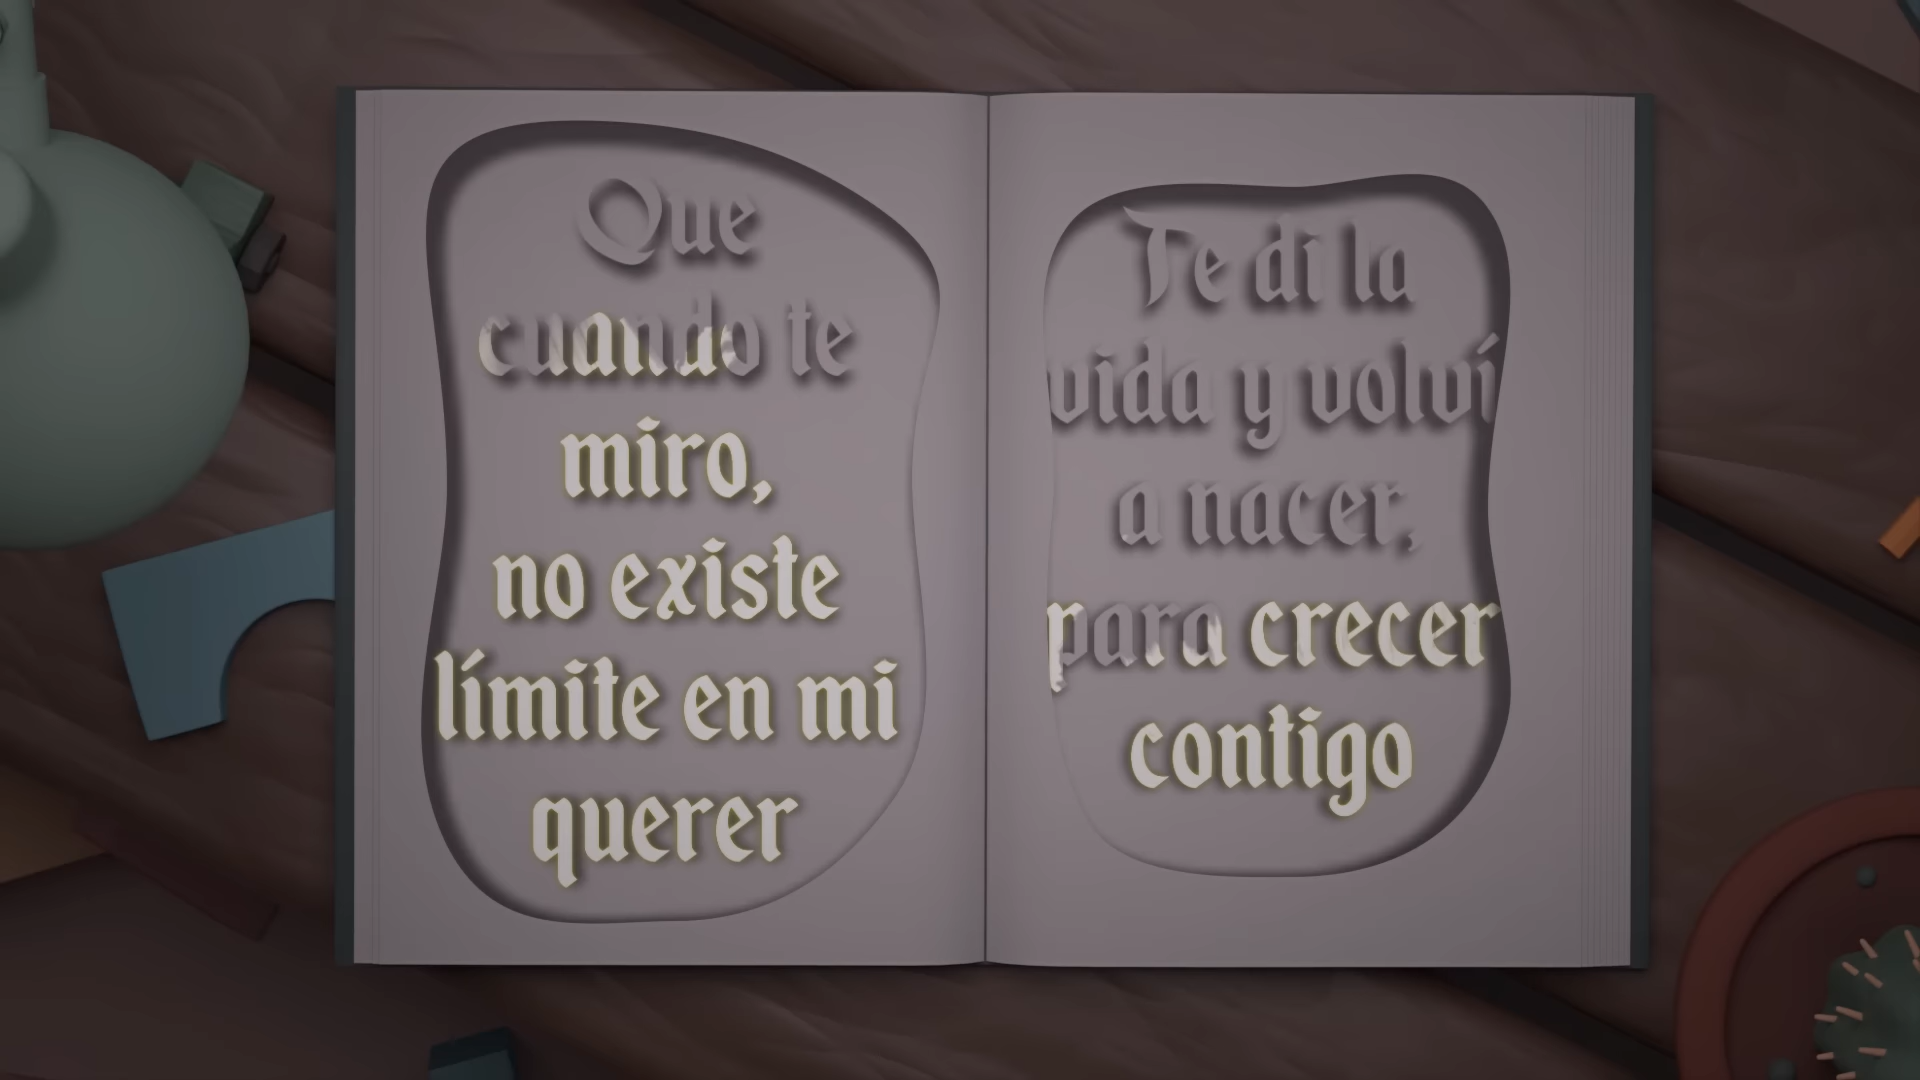 Que
cuando te
miro,
no existe
límite en mi
querer
Te di la
vida y volví
a nacer,
para crecer
contigo